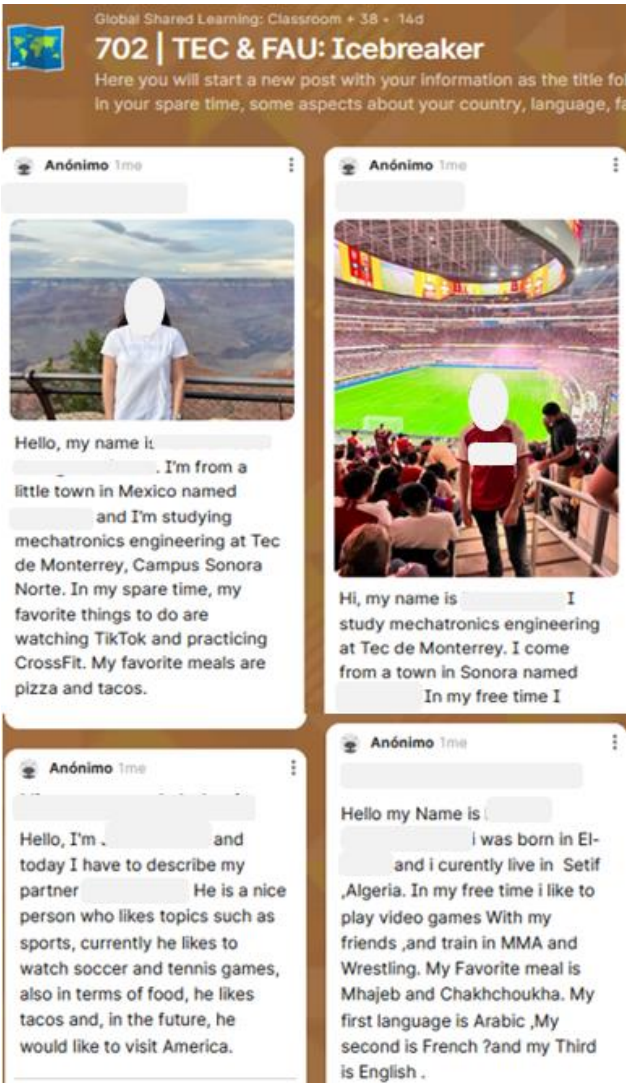 Global Shared Learning: Classroom + 38 • 14d
702 | TEC & FAU: Icebreaker
Here you will start a new post with your information as the title fol
in your spare time, some aspects about your country, language, fa
Anónimo 1me
Hello, my name is
. I'm from a
little town in Mexico named
and I'm studying
mechatronics engineering at Tec
de Monterrey, Campus Sonora
Norte. In my spare time, my
favorite things to do are
watching TikTok and practicing
CrossFit. My favorite meals are
pizza and tacos.
Anónimo 1me
Hi, my name is I
study mechatronics engineering
at Tec de Monterrey. I come
from a town in Sonora named
In my free time I
Anónimo 1me
Hello, I'm and
today I have to describe my
partner He is a nice
person who likes topics such as
sports, currently he likes to
watch soccer and tennis games,
also in terms of food, he likes
tacos and, in the future, he
would like to visit America.
Anónimo 1me
Hello my Name is
i was born in El-
and i curently live in Setif
,Algeria. In my free time i like to
play video games With my
friends ,and train in MMA and
Wrestling. My Favorite meal is
Mhajeb and Chakhchoukha. My
first language is Arabic ,My
second is French ?and my Third
is English .